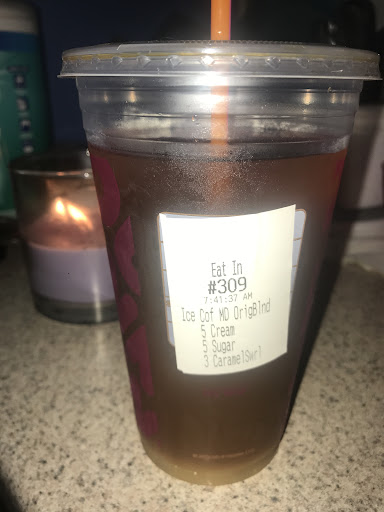 Eat In
#309
7:41:37 AM
Ice Cof MD OrigBlnd
5 Cream
5 Sugar
3 CaramelSwrl